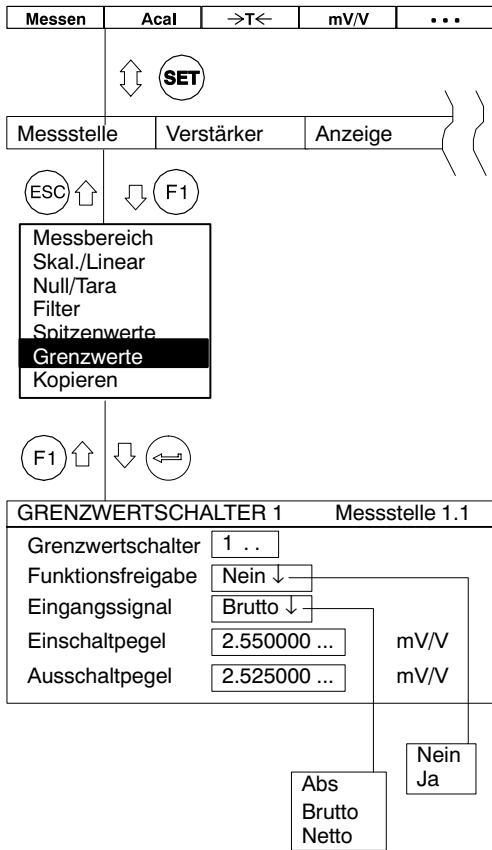 Messen Acal →T← mV/V ...
SET
Messstelle Verstärker Anzeige
ESC F1
Messbereich
Skal./Linear
Null/Tara
Filter
Spitzenwerte
Grenzwerte
Kopieren
F1
GRENZWERTSCHALTER 1 Messstelle 1.1
Grenzwertschalter 1 . .
Funktionsfreigabe Nein ↓
Eingangssignal Brutto ↓
Einschaltpegel 2.550000 ... mV/V
Ausschaltpegel 2.525000 ... mV/V
Nein
Ja
Abs
Brutto
Netto